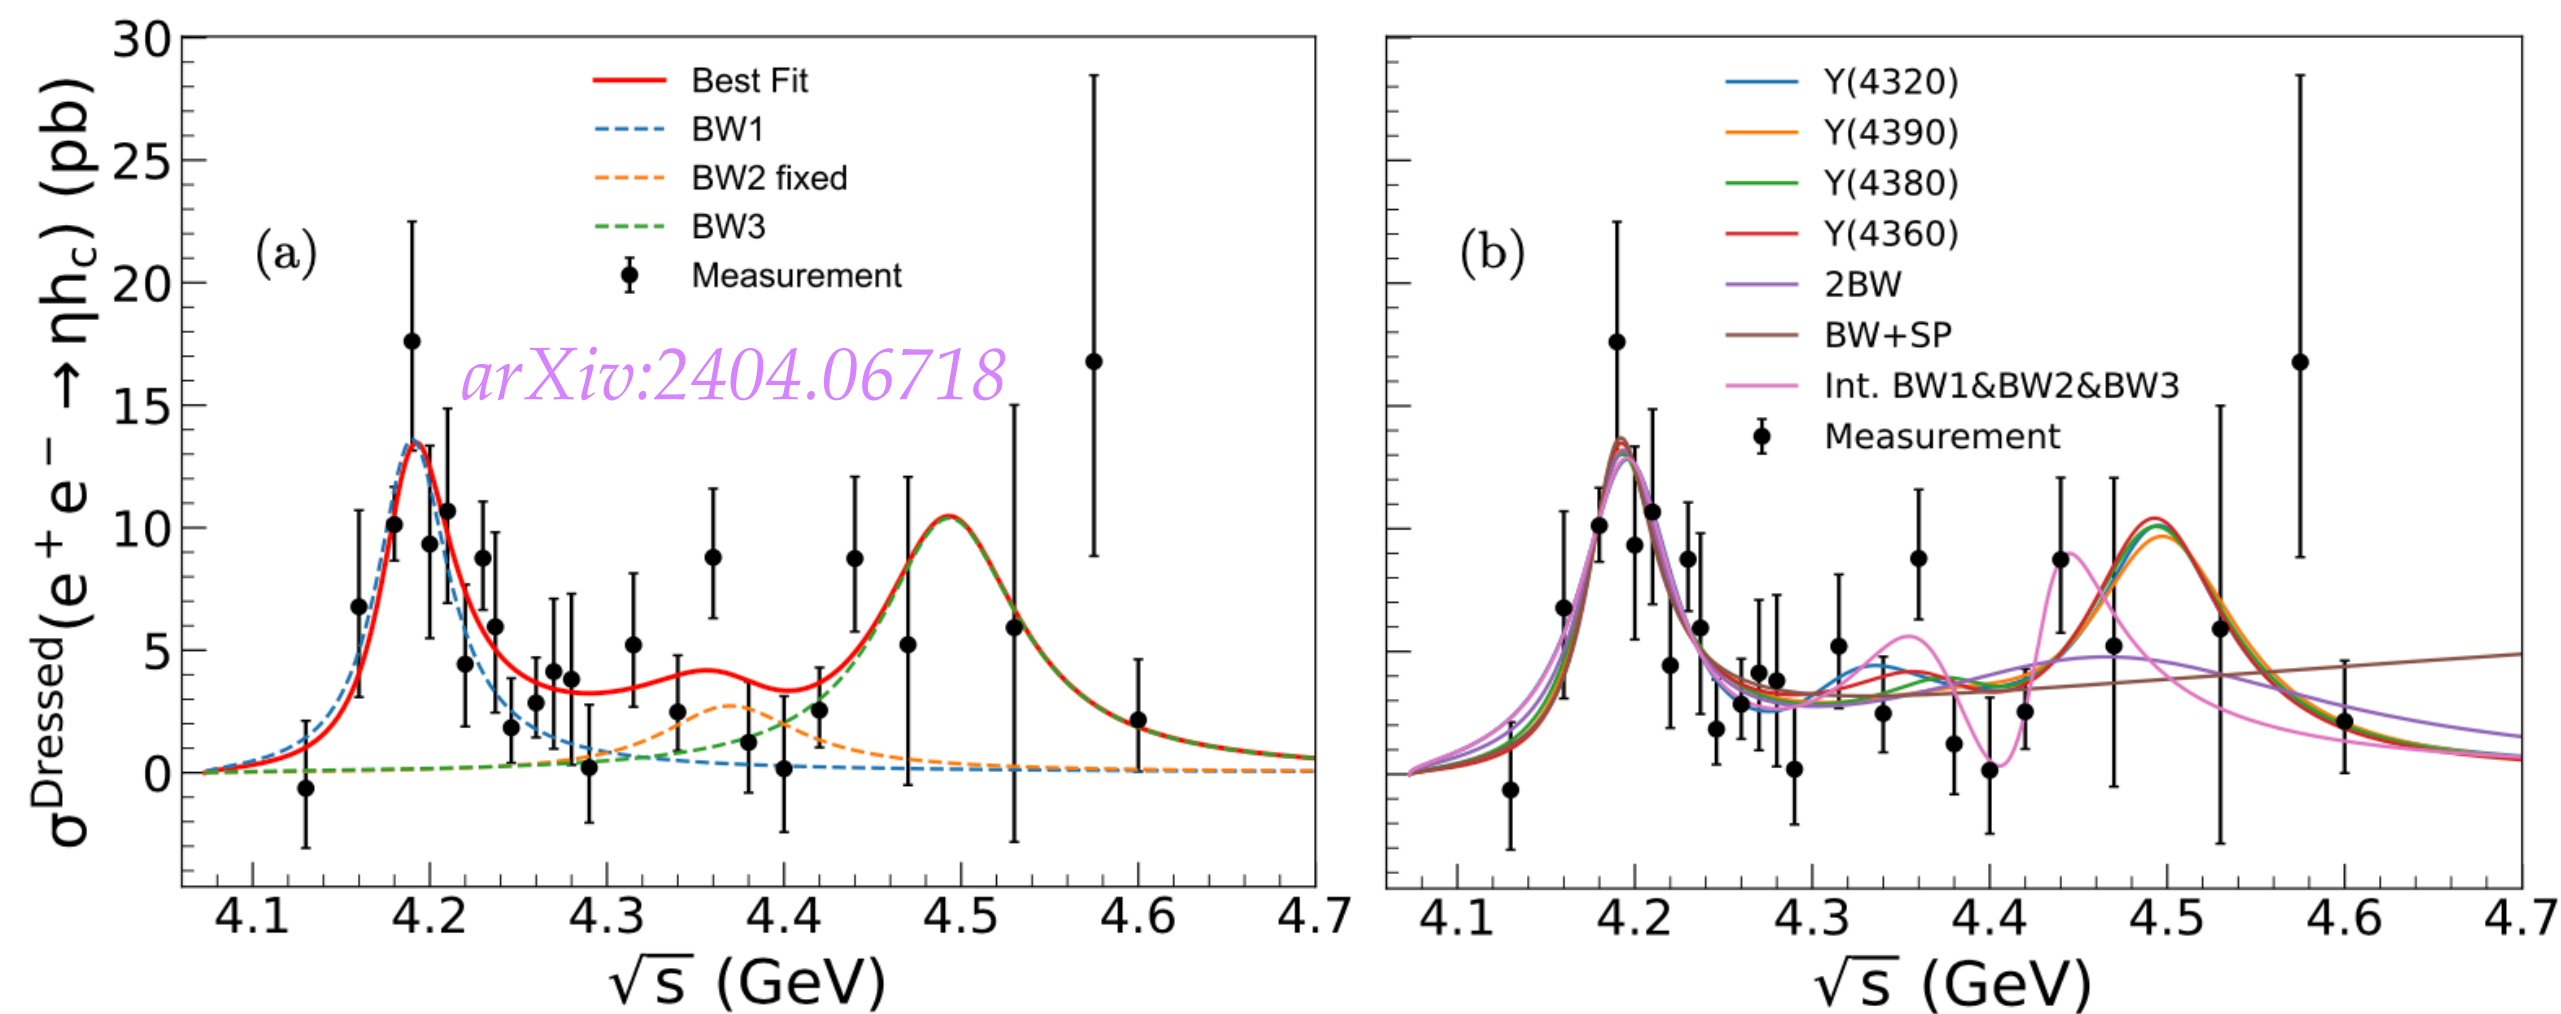 σ^Dressed(e⁺e⁻→ηh_c) (pb)
30
25
20
15
10
5
0
(a)
Best Fit
BW1
BW2 fixed
BW3
Measurement
arXiv:2404.06718
4.1 4.2 4.3 4.4 4.5 4.6 4.7
√s (GeV)
(b)
Y(4320)
Y(4390)
Y(4380)
Y(4360)
2BW
BW+SP
Int. BW1&BW2&BW3
Measurement
4.1 4.2 4.3 4.4 4.5 4.6 4.7
√s (GeV)